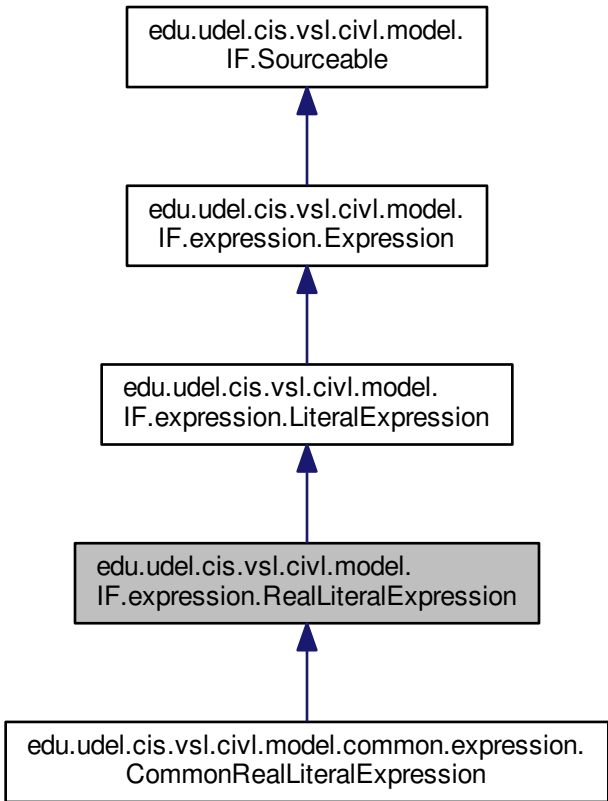 edu.udel.cis.vsl.civl.model.
IF.Sourceable
edu.udel.cis.vsl.civl.model.
IF.expression.Expression
edu.udel.cis.vsl.civl.model.
IF.expression.LiteralExpression
edu.udel.cis.vsl.civl.model.
IF.expression.RealLiteralExpression
edu.udel.cis.vsl.civl.model.common.expression.
CommonRealLiteralExpression